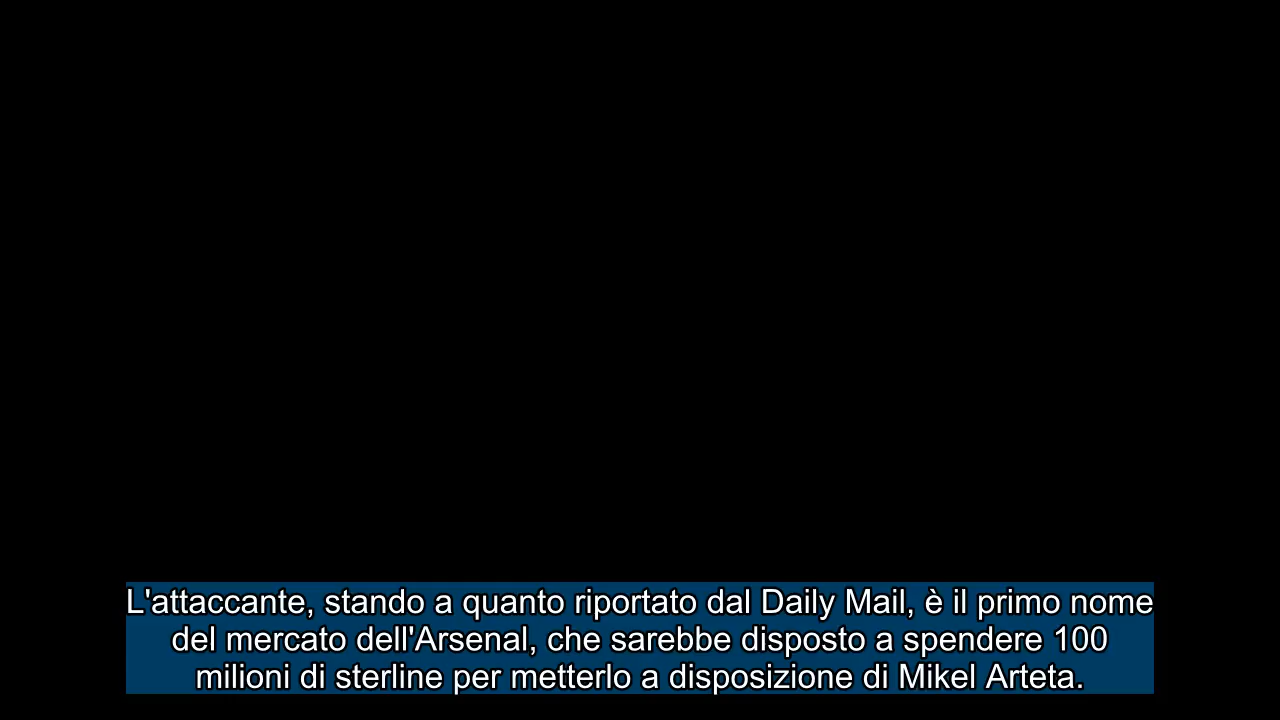 L'attaccante, stando a quanto riportato dal Daily Mail, è il primo nome
del mercato dell'Arsenal, che sarebbe disposto a spendere 100
milioni di sterline per metterlo a disposizione di Mikel Arteta.